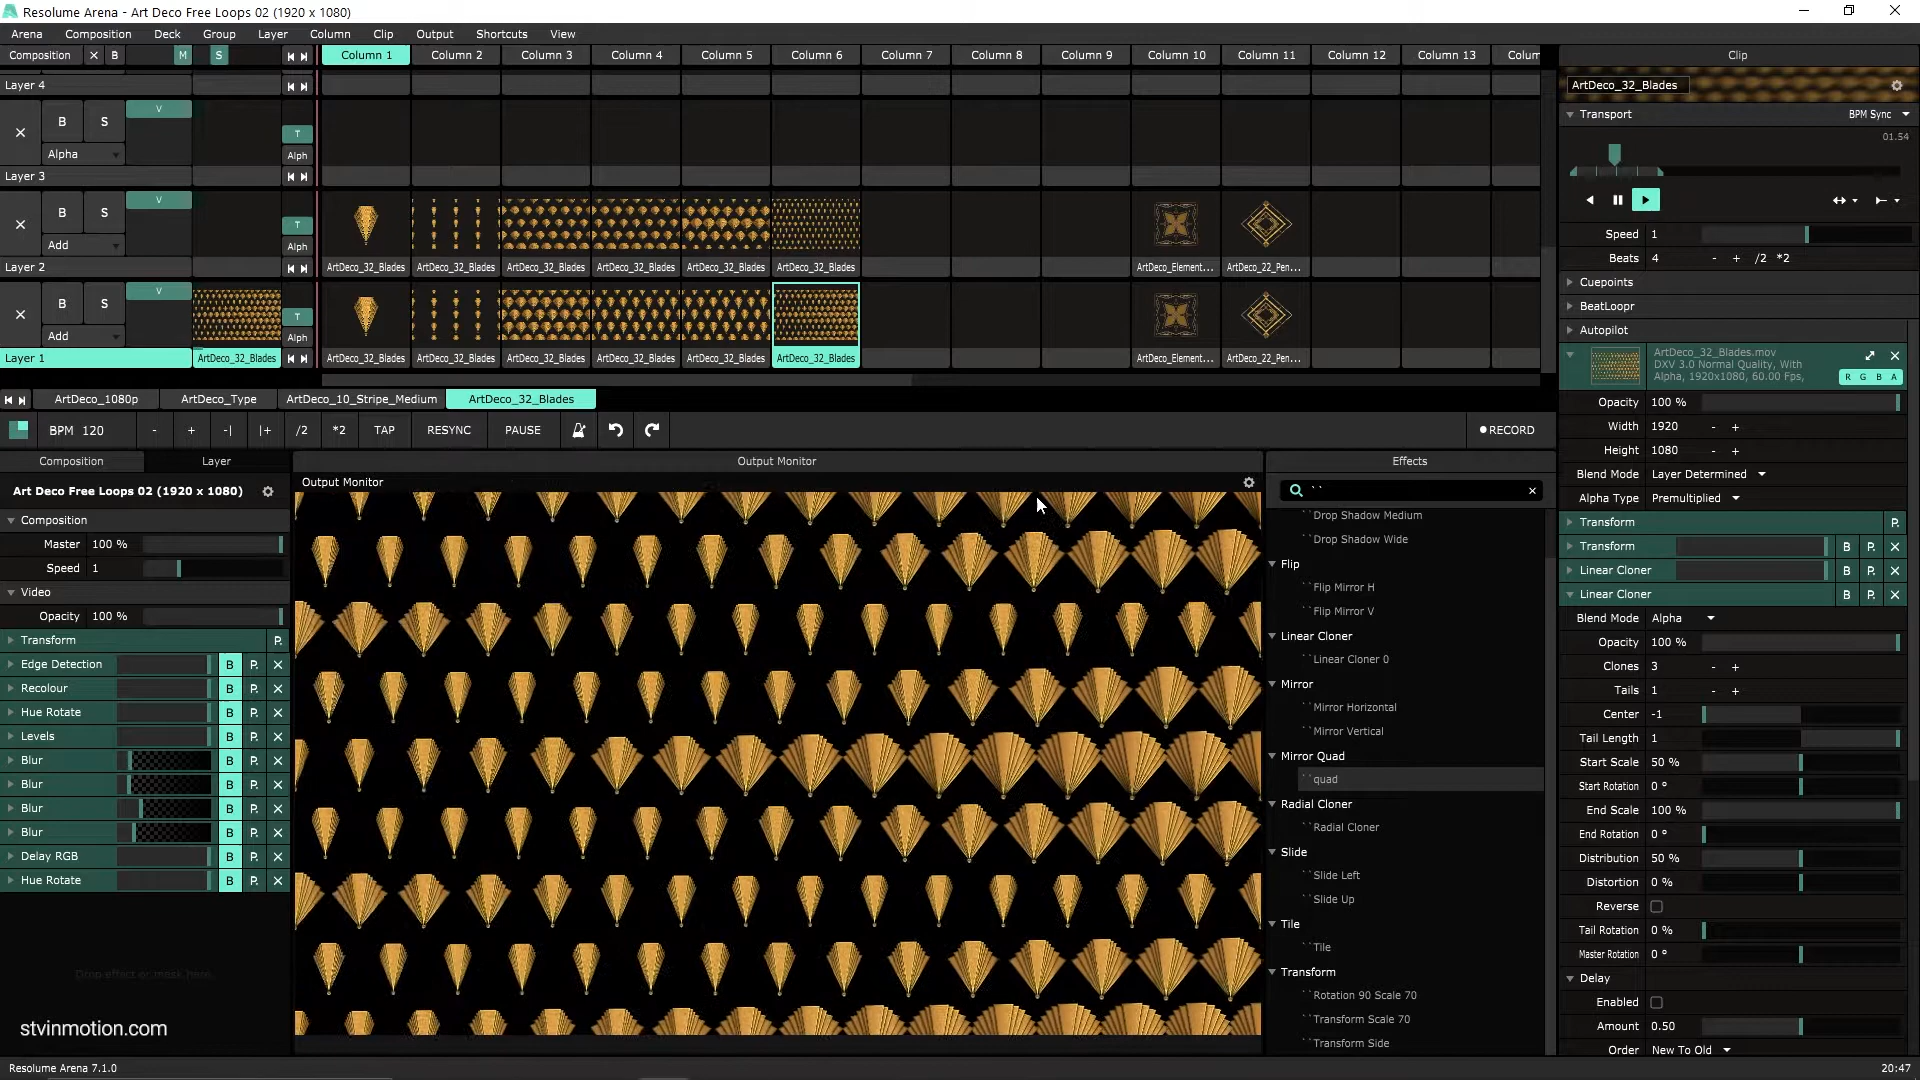 Resolume Arena - Art Deco Free Loops 02 (1920 x 1080)
Arena Composition Deck Group Layer Column Clip Output Shortcuts View
Composition B M S Column 1 Column 2 Column 3 Column 4 Column 5 Column 6 Column 7 Column 8 Column 9 Column 10 Column 11 Column 12 Column 13 Colum
Clip
Layer 4
ArtDeco_32_Blades
B S V T
Alpha Alph
Layer 3
Transport BPM Sync
01.54
B S V T
Add Alph
Layer 2 ArtDeco_32_Blades ArtDeco_32_Blades ArtDeco_32_Blades ArtDeco_32_Blades ArtDeco_32_Blades ArtDeco_32_Blades ArtDeco_Element... ArtDeco_22_Pen...
Speed 1
Beats 4 - + /2 *2
Cuepoints
BeatLoopr
Autopilot
B S V T
Add Alph
Layer 1 ArtDeco_32_Blades ArtDeco_32_Blades ArtDeco_32_Blades ArtDeco_32_Blades ArtDeco_32_Blades ArtDeco_32_Blades ArtDeco_32_Blades ArtDeco_Element... ArtDeco_22_Pen...
ArtDeco_32_Blades.mov
DXV 3.0 Normal Quality, With
Alpha, 1920x1080, 60.00 Fps,
R G B A
ArtDeco_1080p ArtDeco_Type ArtDeco_10_Stripe_Medium ArtDeco_32_Blades
BPM 120 - + -| |+ /2 *2 TAP RESYNC PAUSE RECORD
Opacity 100 %
Width 1920 - +
Height 1080 - +
Blend Mode Layer Determined
Alpha Type Premultiplied
Transform P.
Transform B P.
Linear Cloner B P.
Linear Cloner B P.
Blend Mode Alpha
Opacity 100 %
Clones 3 - +
Tails 1 - +
Center -1
Tail Length 1
Start Scale 50 %
Start Rotation 0 °
End Scale 100 %
End Rotation 0 °
Distribution 50 %
Distortion 0 %
Reverse
Tail Rotation 0 %
Master Rotation 0 °
Delay
Enabled
Amount 0.50
Order New To Old
Composition Layer
Art Deco Free Loops 02 (1920 x 1080)
Composition
Master 100 %
Speed 1
Video
Opacity 100 %
Transform P.
Edge Detection B P.
Recolour B P.
Hue Rotate B P.
Levels B P.
Blur B P.
Blur B P.
Blur B P.
Blur B P.
Delay RGB B P.
Hue Rotate B P.
Drop effect or mask here.
stvinmotion.com
Output Monitor
Output Monitor
Effects
``
``Drop Shadow Medium
``Drop Shadow Wide
Flip
``Flip Mirror H
``Flip Mirror V
Linear Cloner
``Linear Cloner 0
Mirror
``Mirror Horizontal
``Mirror Vertical
Mirror Quad
``quad
Radial Cloner
``Radial Cloner
Slide
``Slide Left
``Slide Up
Tile
``Tile
Transform
``Rotation 90 Scale 70
``Transform Scale 70
``Transform Side
Resolume Arena 7.1.0
20:47